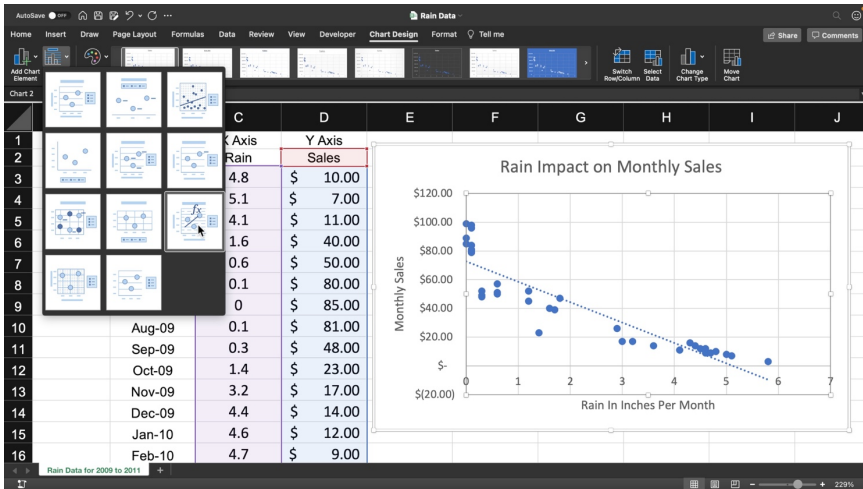 AutoSave OFF
Rain Data
Home Insert Draw Page Layout Formulas Data Review View Developer Chart Design Format Tell me
Share Comments
Add Chart Element
Switch Row/Column Select Data Change Chart Type Move Chart
Chart 2
C D E F G H I J
1 X Axis Y Axis
2 Rain Sales
3 4.8 $ 10.00
4 5.1 $ 7.00
5 4.1 $ 11.00
6 1.6 $ 40.00
7 0.6 $ 50.00
8 0.1 $ 80.00
9 0 $ 85.00
10 Aug-09 0.1 $ 81.00
11 Sep-09 0.3 $ 48.00
12 Oct-09 1.4 $ 23.00
13 Nov-09 3.2 $ 17.00
14 Dec-09 4.4 $ 14.00
15 Jan-10 4.6 $ 12.00
16 Feb-10 4.7 $ 9.00
fx
Rain Impact on Monthly Sales
Monthly Sales
$120.00
$100.00
$80.00
$60.00
$40.00
$20.00
$-
$(20.00)
0 1 2 3 4 5 6 7
Rain In Inches Per Month
Rain Data for 2009 to 2011 +
229%